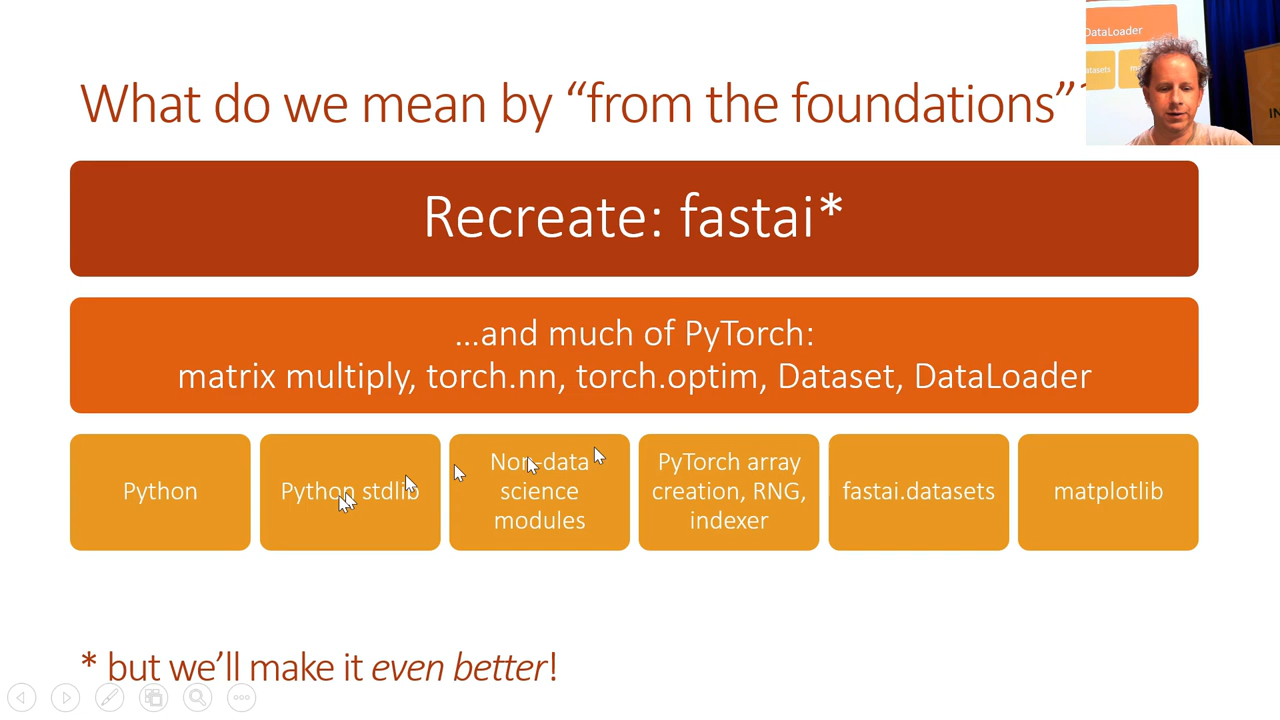 What do we mean by “from the foundations”?
DataLoader
Recreate: fastai*
…and much of PyTorch:
matrix multiply, torch.nn, torch.optim, Dataset, DataLoader
Python
Python stdlib
Non-data
science
modules
PyTorch array
creation, RNG,
indexer
fastai.datasets
matplotlib
* but we’ll make it even better!